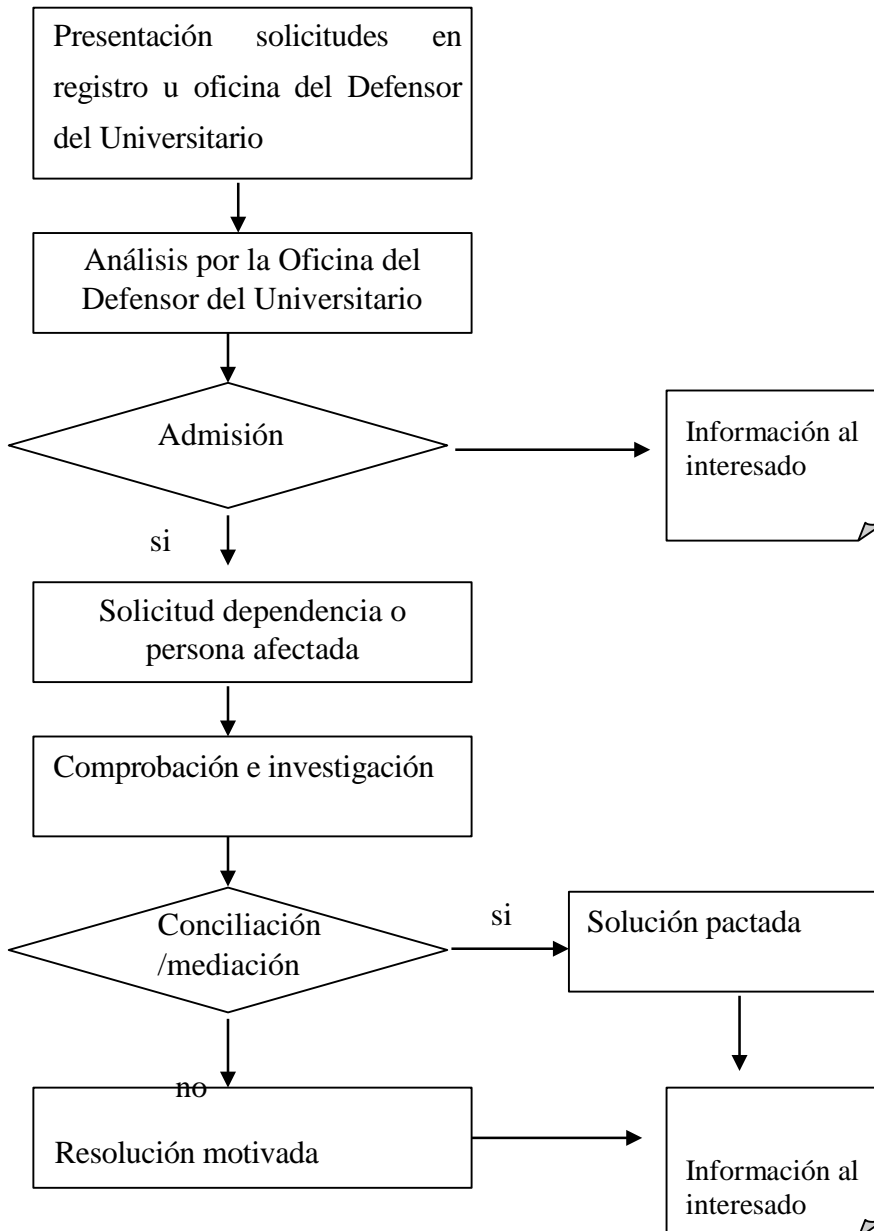 Presentación solicitudes en
registro u oficina del Defensor
del Universitario
Análisis por la Oficina del
Defensor del Universitario
Admisión
Información al
interesado
si
Solicitud dependencia o
persona afectada
Comprobación e investigación
Conciliación
/mediación
si
Solución pactada
no
Resolución motivada
Información al
interesado